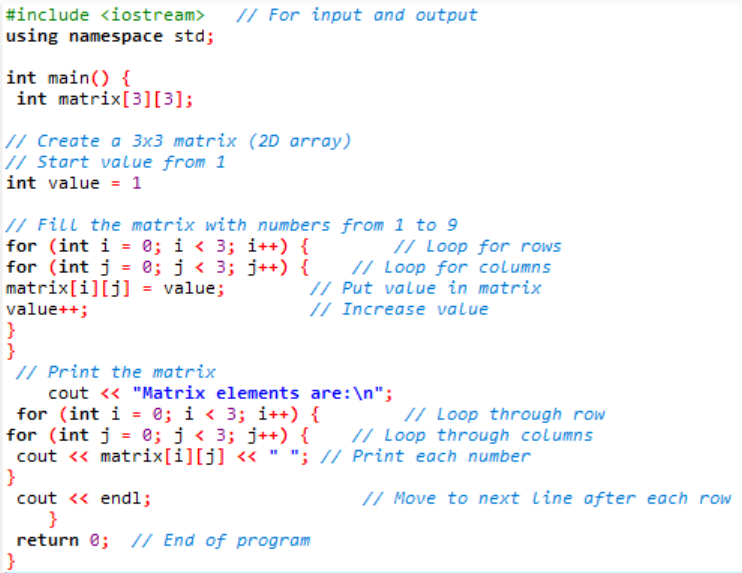 #include <iostream>   // For input and output
using namespace std;

int main() {
 int matrix[3][3];

// Create a 3x3 matrix (2D array)
// Start value from 1
int value = 1

// Fill the matrix with numbers from 1 to 9
for (int i = 0; i < 3; i++) {        // Loop for rows
for (int j = 0; j < 3; j++) {    // Loop for columns
matrix[i][j] = value;        // Put value in matrix
value++;                     // Increase value
}
}
 // Print the matrix
    cout << "Matrix elements are:\n";
 for (int i = 0; i < 3; i++) {        // Loop through row
for (int j = 0; j < 3; j++) {    // Loop through columns
 cout << matrix[i][j] << " "; // Print each number
}
 cout << endl;                    // Move to next line after each row
    }
 return 0;  // End of program
}